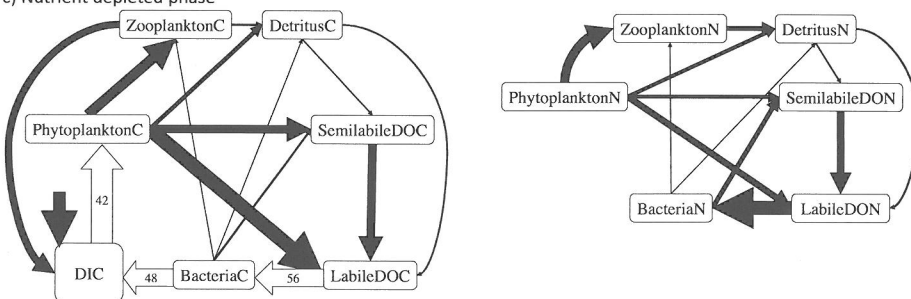 c) Nutrient depleted phase
ZooplanktonC
DetritusC
PhytoplanktonC
SemilabileDOC
42
DIC
48
BacteriaC
56
LabileDOC
ZooplanktonN
DetritusN
PhytoplanktonN
SemilabileDON
BacteriaN
LabileDON